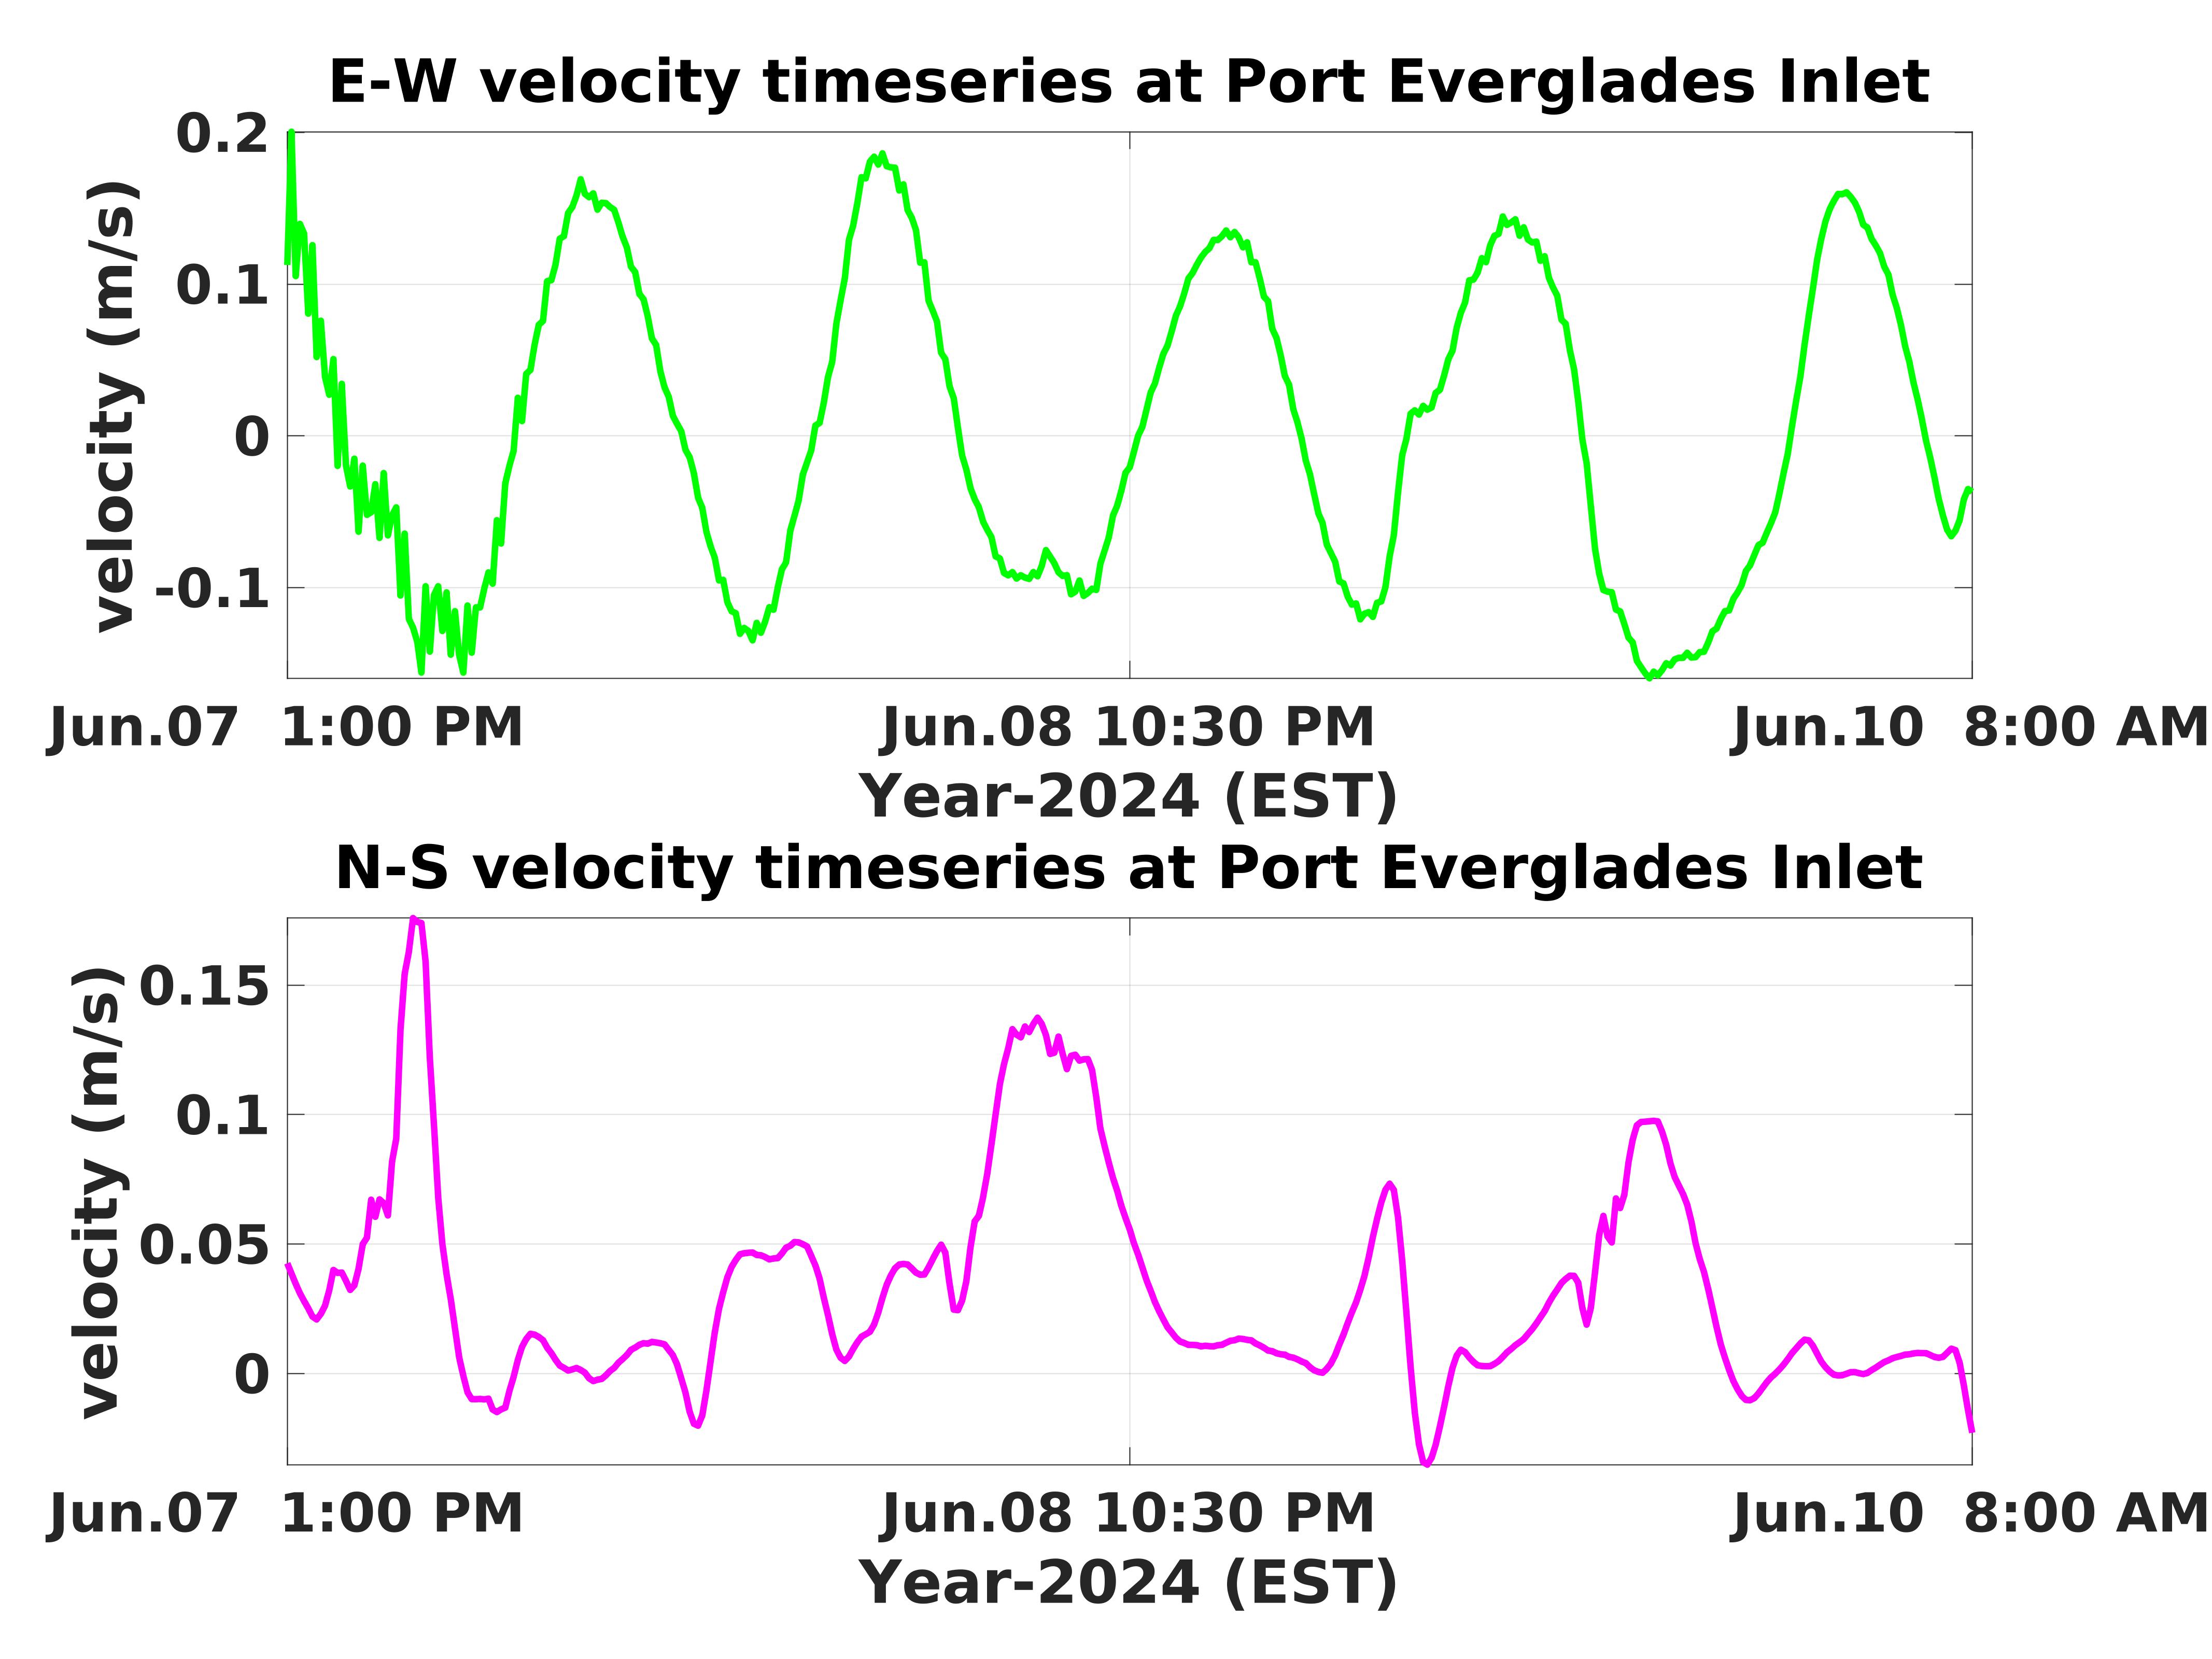 E-W velocity timeseries at Port Everglades Inlet
velocity (m/s)
0.2
0.1
0
-0.1
Jun.07 1:00 PM
Jun.08 10:30 PM
Jun.10 8:00 AM
Year-2024 (EST)
N-S velocity timeseries at Port Everglades Inlet
velocity (m/s)
0.15
0.1
0.05
0
Jun.07 1:00 PM
Jun.08 10:30 PM
Jun.10 8:00 AM
Year-2024 (EST)